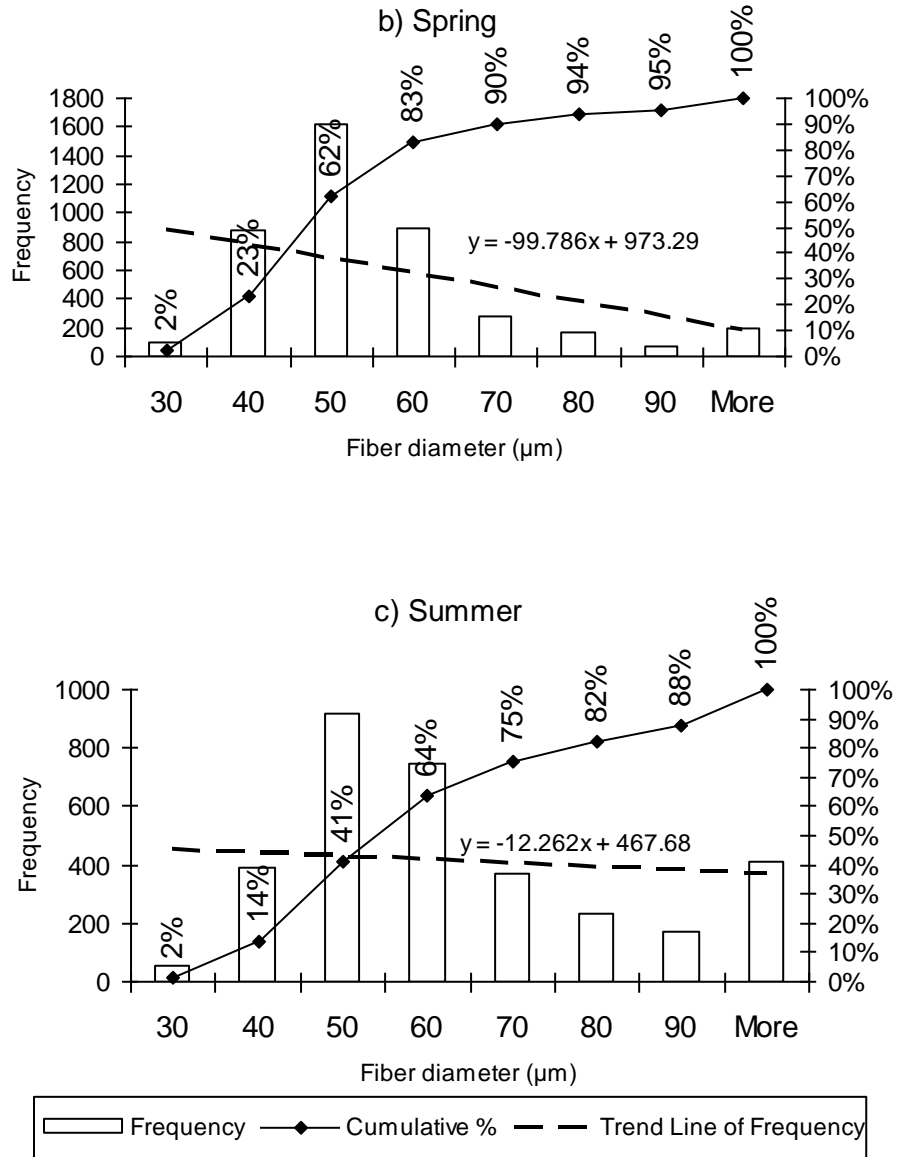 b) Spring
2% 23% 62% 83% 90% 94% 95% 100%
1800 100%
1600 90%
1400 80%
1200 70%
1000 60%
800 50%
600 40%
400 30%
200 20%
0 10%
0%
Frequency
y = -99.786x + 973.29
30 40 50 60 70 80 90 More
Fiber diameter (µm)
c) Summer
2% 14% 41% 64% 75% 82% 88% 100%
1000 100%
800 90%
600 80%
400 70%
200 60%
0 50%
40%
30%
20%
10%
0%
Frequency
y = -12.262x + 467.68
30 40 50 60 70 80 90 More
Fiber diameter (µm)
Frequency Cumulative % Trend Line of Frequency